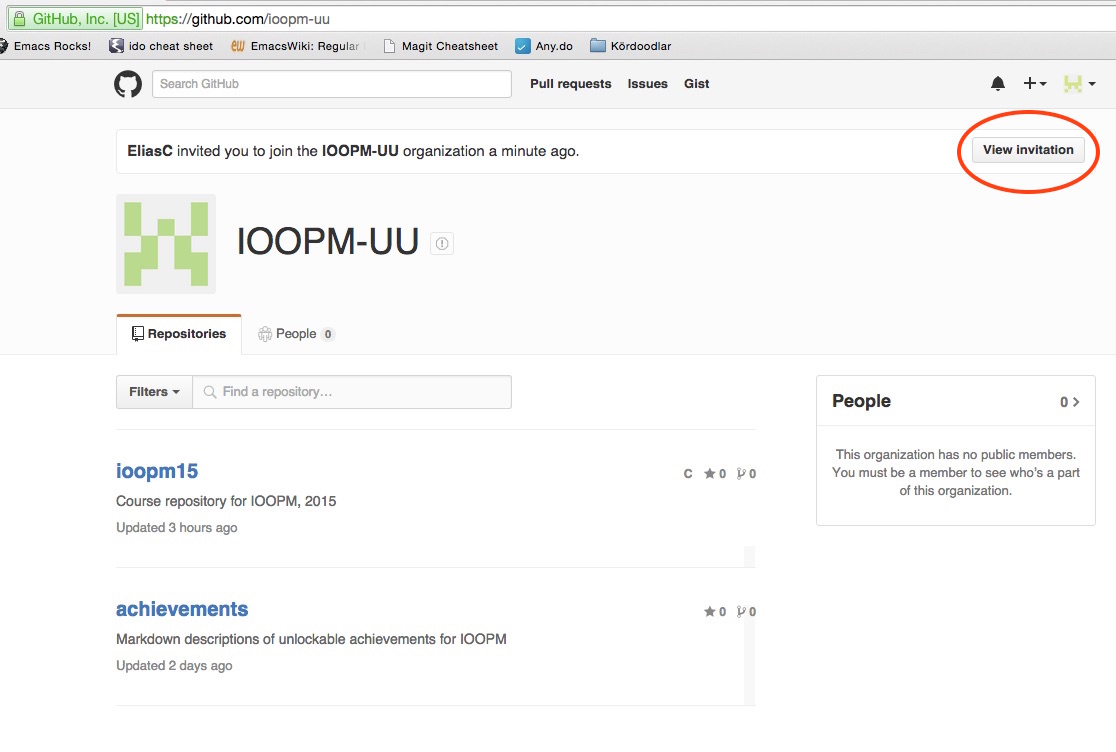 GitHub, Inc. [US] https://github.com/ioopm-uu
Emacs Rocks! ido cheat sheet EmacsWiki: Regular Magit Cheatsheet Any.do Kördoodlar
Search GitHub Pull requests Issues Gist
EliasC invited you to join the IOOPM-UU organization a minute ago. View invitation
IOOPM-UU
Repositories People 0
Filters Find a repository…
People 0
This organization has no public members.
You must be a member to see who's a part
of this organization.
ioopm15 C 0 0
Course repository for IOOPM, 2015
Updated 3 hours ago
achievements 0 0
Markdown descriptions of unlockable achievements for IOOPM
Updated 2 days ago